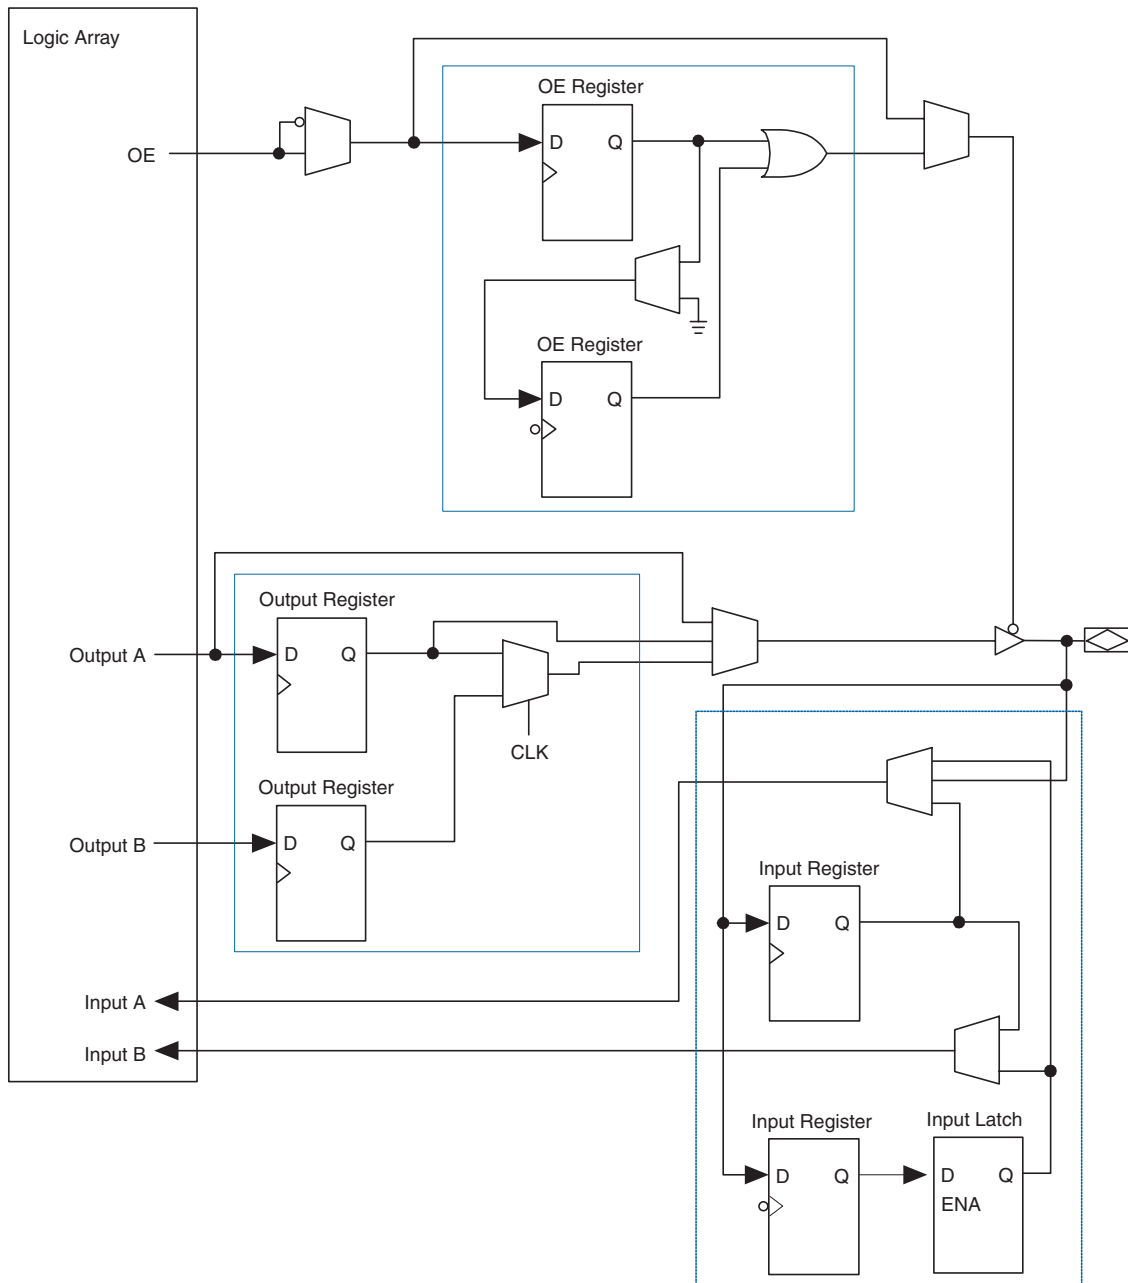 Logic Array
OE Register
OE
D Q
OE Register
D Q
Output Register
Output A
D Q
CLK
Output Register
Output B
D Q
Input Register
D Q
Input A
Input B
Input Register
Input Latch
D Q
D Q
ENA